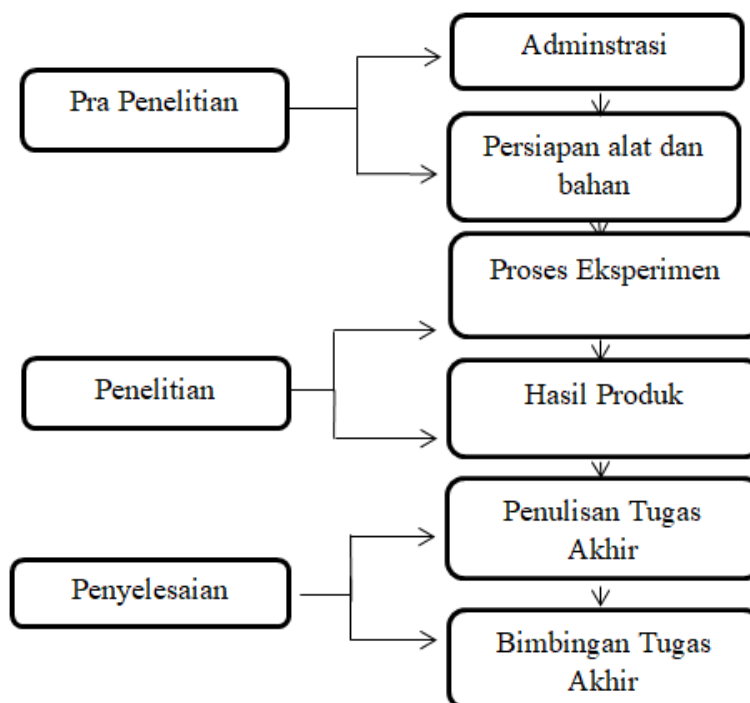 Adminstrasi
Pra Penelitian
Persiapan alat dan
bahan
Proses Eksperimen
Penelitian
Hasil Produk
Penulisan Tugas
Akhir
Penyelesaian
Bimbingan Tugas
Akhir